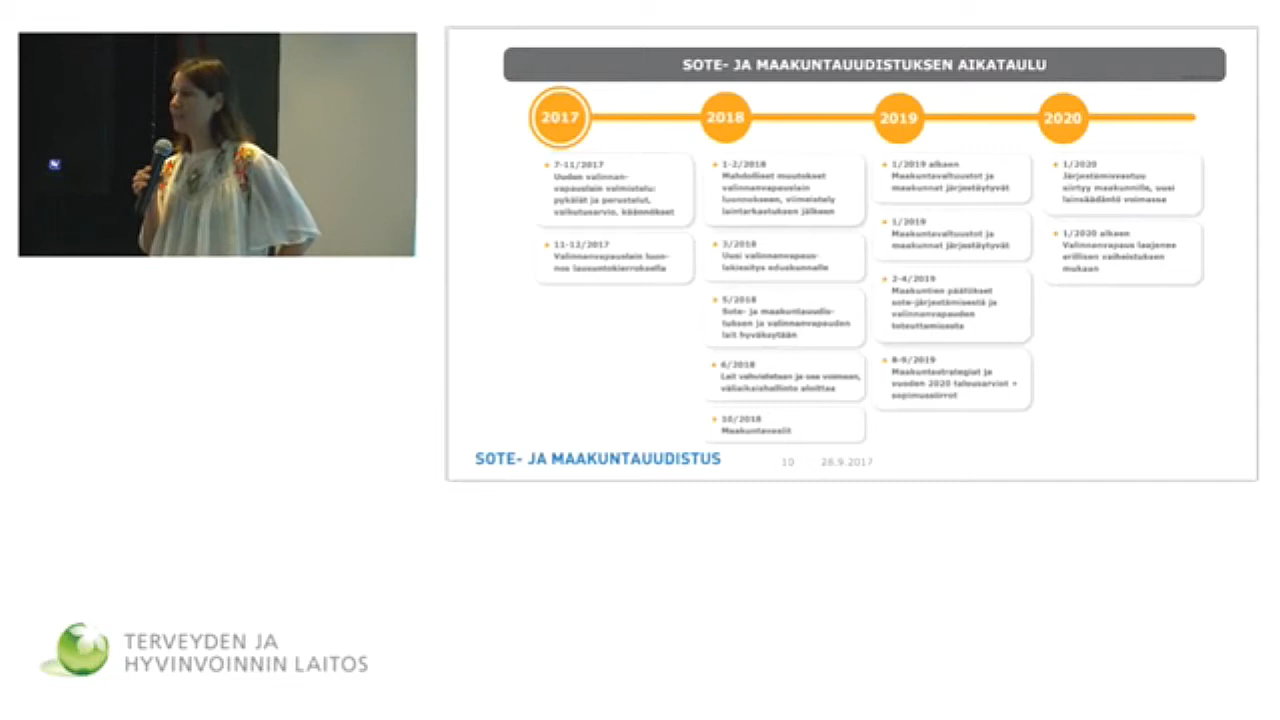 SOTE- JA MAAKUNTAUUDISTUKSEN AIKATAULU
2017
2018
2019
2020
7-11/2017
Uuden valinnan-
vapauslain valmistelu:
pykälät ja perustelut,
vaikutusarvio, käännökset
11-12/2017
Valinnanvapauslain luon-
nos lausuntokierroksella
1-2/2018
Mahdolliset muutokset
valinnanvapauslain
luonnokseen, viimeistely
laintarkastuksen jälkeen
3/2018
Uusi valinnanvapaus-
lakiesitys eduskunnalle
5/2018
Sote- ja maakuntauudis-
tuksen ja valinnanvapauden
lait hyväksytään
6/2018
Lait vahvistetaan ja osa voimaan,
väliaikaishallinto aloittaa
10/2018
Maakuntavaalit
1/2019 alkaen
Maakuntavaltuustot ja
maakunnat järjestäytyvät
1/2019
Maakuntavaltuustot ja
maakunnat järjestäytyvät
2-4/2019
Maakuntien päätökset
sote-järjestämisestä ja
valinnanvapauden
toteuttamisesta
8-9/2019
Maakuntastrategiat ja
vuoden 2020 talousarviot +
sopimussiirrot
1/2020
Järjestämisvastuu
siirtyy maakunnille, uusi
lainsäädäntö voimassa
1/2020 alkaen
Valinnanvapaus laajenee
erillisen vaiheistuksen
mukaan
SOTE- JA MAAKUNTAUUDISTUS
10
28.9.2017
TERVEYDEN JA
HYVINVOINNIN LAITOS